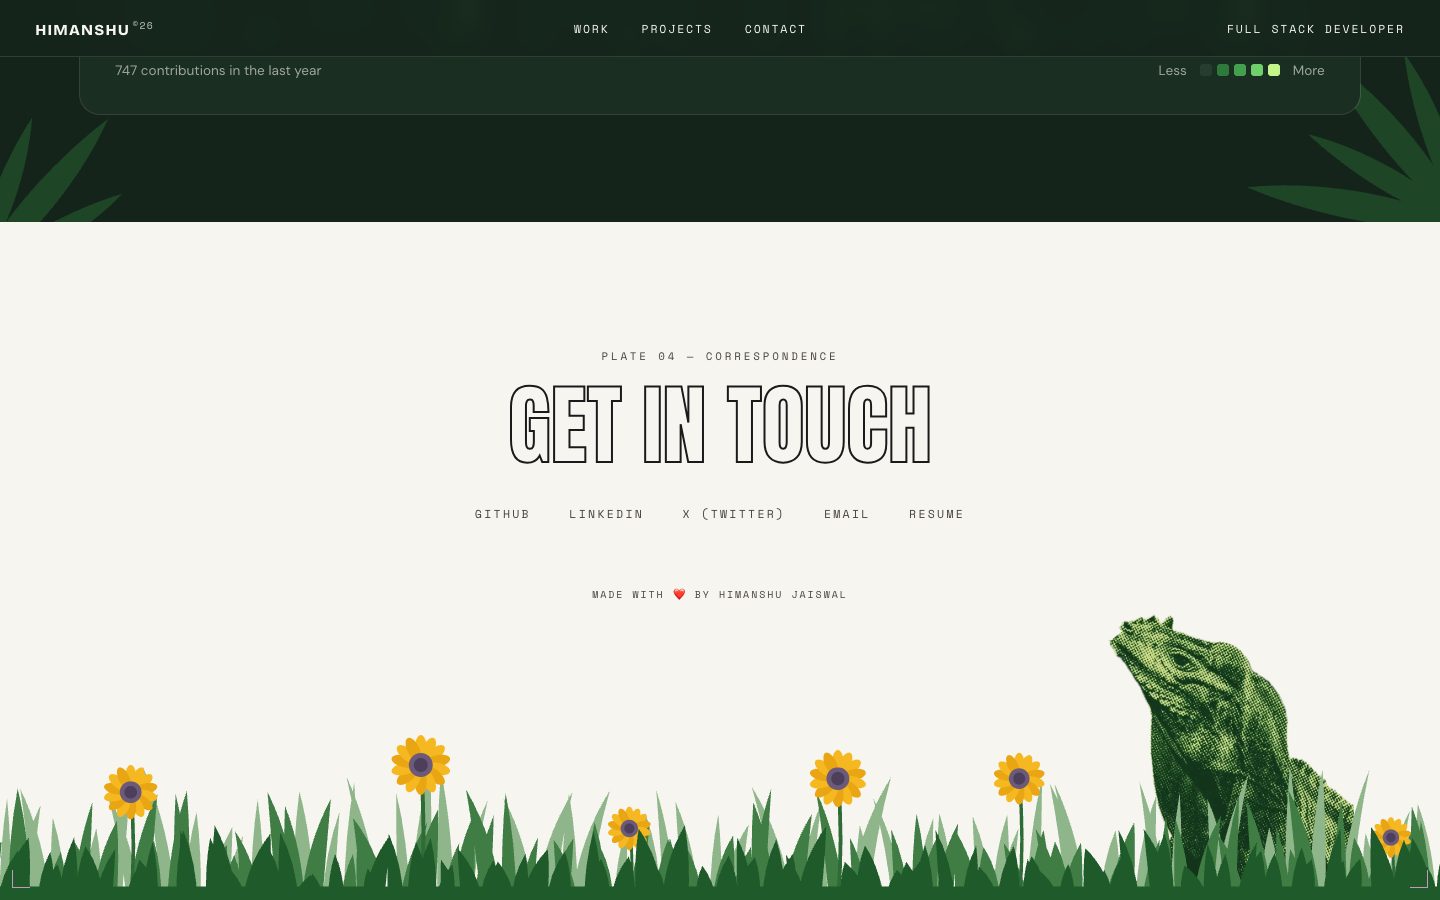 HIMANSHU ©26
WORK PROJECTS CONTACT
FULL STACK DEVELOPER
747 contributions in the last year
Less More
PLATE 04 — CORRESPONDENCE
GET IN TOUCH
GITHUB LINKEDIN X (TWITTER) EMAIL RESUME
MADE WITH ❤️ BY HIMANSHU JAISWAL